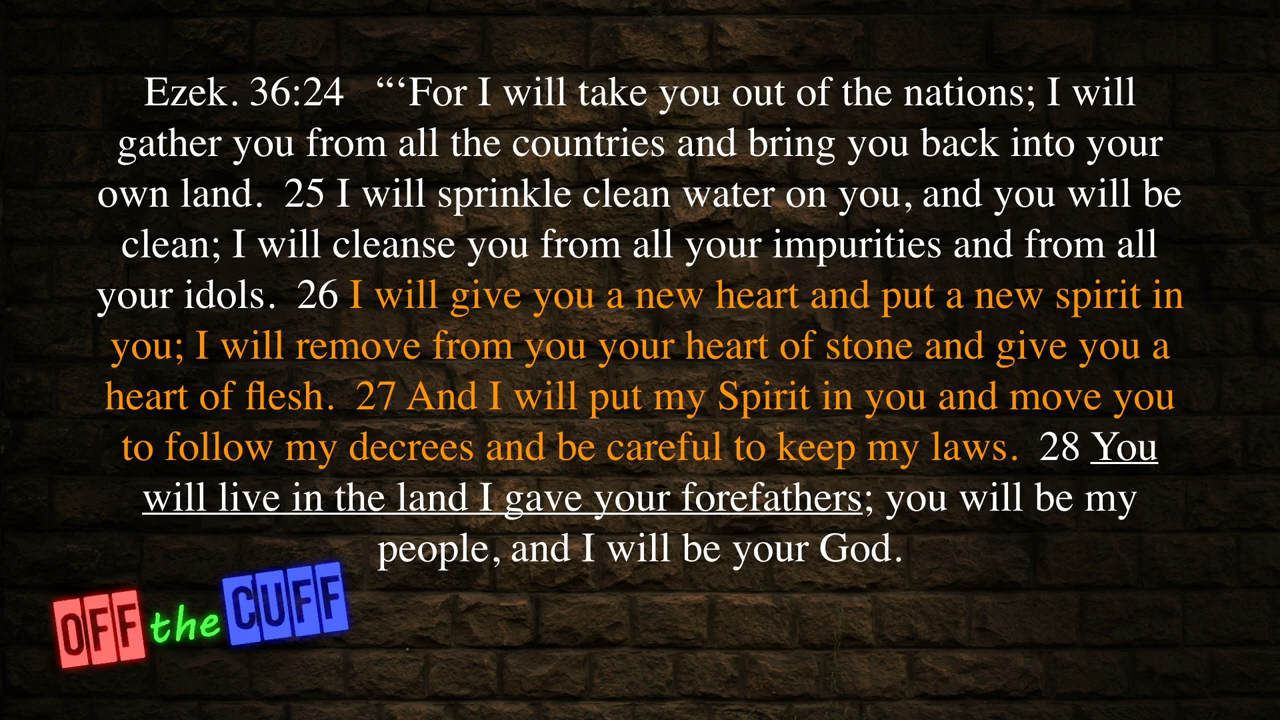 Ezek. 36:24 “‘For I will take you out of the nations; I will
gather you from all the countries and bring you back into your
own land. 25 I will sprinkle clean water on you, and you will be
clean; I will cleanse you from all your impurities and from all
your idols. 26 I will give you a new heart and put a new spirit in
you; I will remove from you your heart of stone and give you a
heart of flesh. 27 And I will put my Spirit in you and move you
to follow my decrees and be careful to keep my laws. 28 You
will live in the land I gave your forefathers; you will be my
people, and I will be your God.
OFF the CUFF